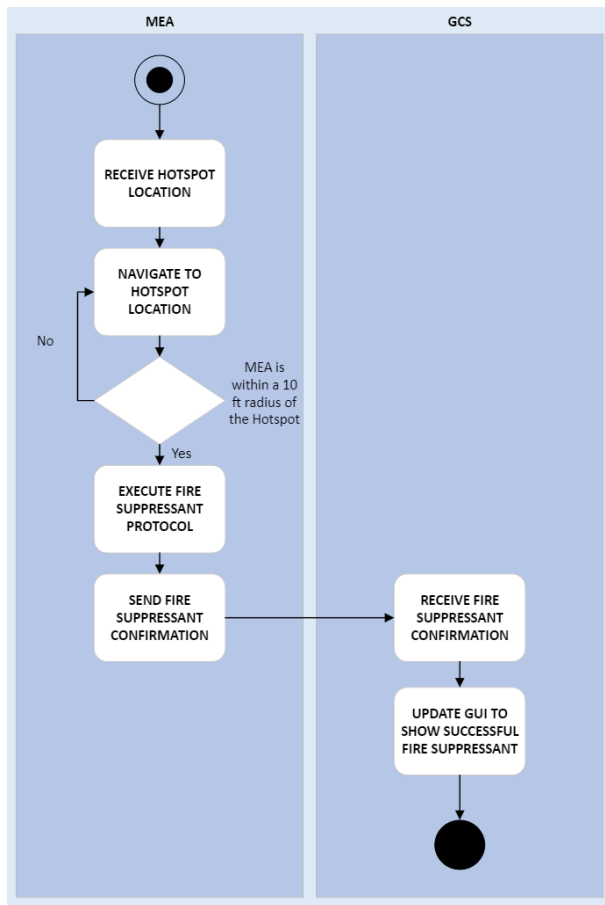 MEA
GCS
RECEIVE HOTSPOT
LOCATION
NAVIGATE TO
HOTSPOT
LOCATION
No
MEA is
within a 10
ft radius of
the Hotspot
Yes
EXECUTE FIRE
SUPPRESSANT
PROTOCOL
SEND FIRE
SUPPRESSANT
CONFIRMATION
RECEIVE FIRE
SUPPRESSANT
CONFIRMATION
UPDATE GUI TO
SHOW SUCCESSFUL
FIRE SUPPRESSANT